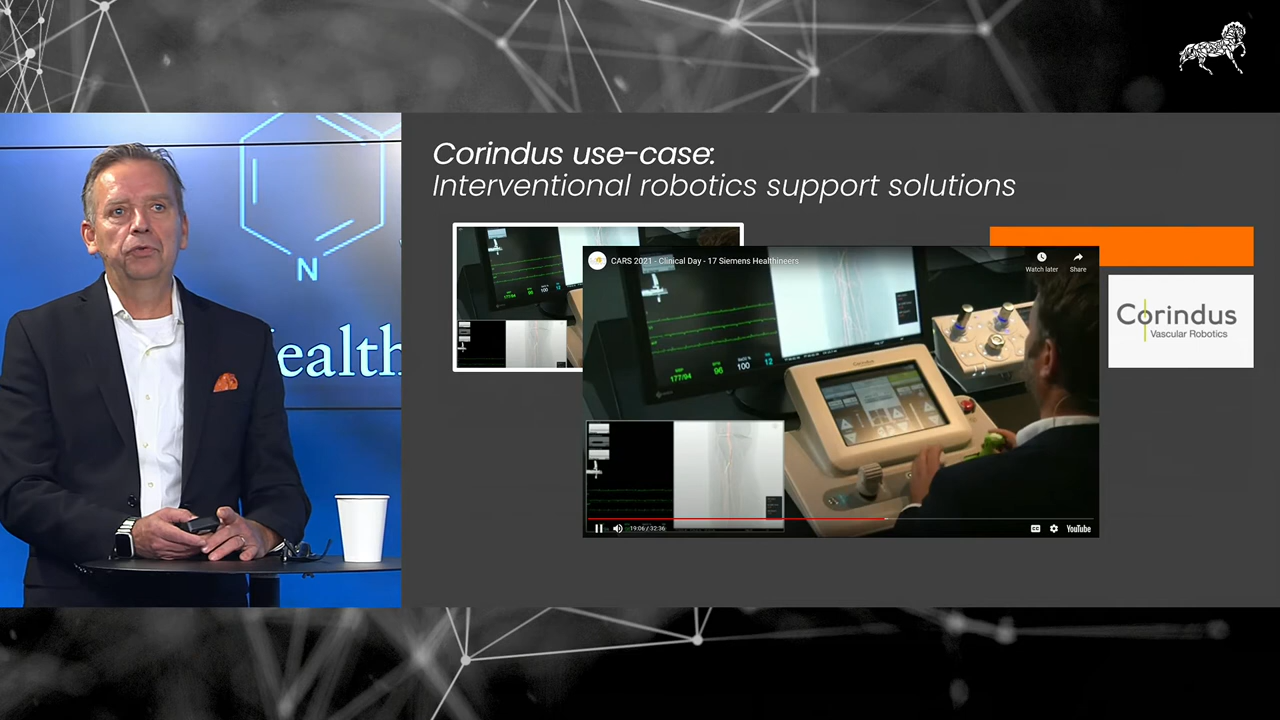 Corindus use-case:
Interventional robotics support solutions
N
ealth
CARS 2021 - Clinical Day - 17 Siemens Healthineers
Watch later
Share
177/94
96
100
12
Corindus
Vascular Robotics
19:06 / 32:36
YouTube